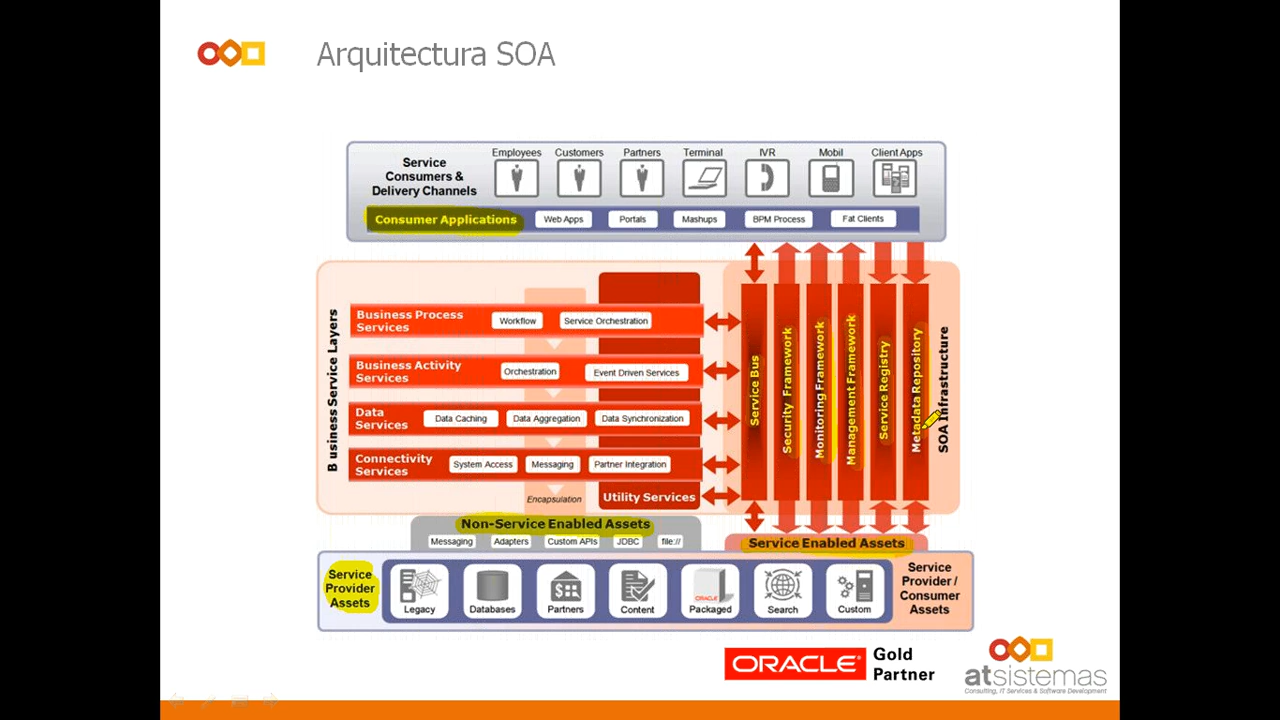 Arquitectura SOA
Employees Customers Partners Terminal IVR Mobil Client Apps
Service
Consumers &
Delivery Channels
Consumer Applications Web Apps Portals Mashups BPM Process Fat Clients
Business Service Layers
Business Process
Services
Workflow Service Orchestration
Business Activity
Services
Orchestration Event Driven Services
Data
Services
Data Caching Data Aggregation Data Synchronization
Connectivity
Services
System Access Messaging Partner Integration
Encapsulation Utility Services
Service Bus
Security Framework
Monitoring Framework
Management Framework
Service Registry
Metadata Repository
SOA Infrastructure
Non-Service Enabled Assets
Messaging Adapters Custom APIs JDBC file://
Service Enabled Assets
Service
Provider
Assets
Legacy Databases Partners Content Packaged Search Custom
ORACLE
Service
Provider /
Consumer
Assets
ORACLE
Gold
Partner
atsistemas
Consulting, IT Services & Software Development